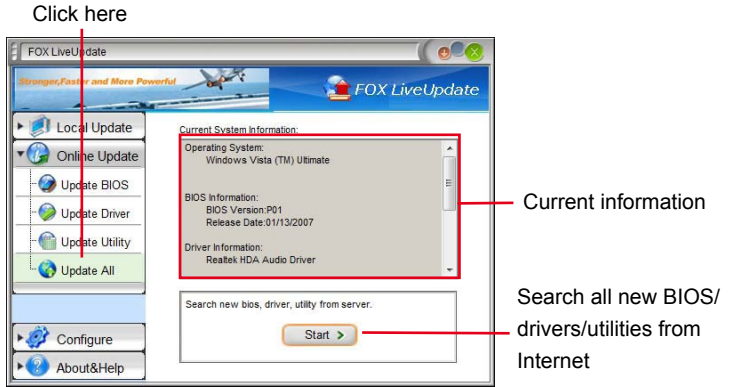 Click here
FOX LiveUpdate
Stronger,Faster and More Powerful
FOX LiveUpdate
Local Update
Online Update
Update BIOS
Update Driver
Update Utility
Update All
Configure
About&Help
Current System Information:
Operating System:
Windows Vista (TM) Ultimate
BIOS Information:
BIOS Version:P01
Release Date:01/13/2007
Driver Information:
Realtek HDA Audio Driver
Search new bios, driver, utility from server.
Start
Current information
Search all new BIOS/
drivers/utilities from
Internet